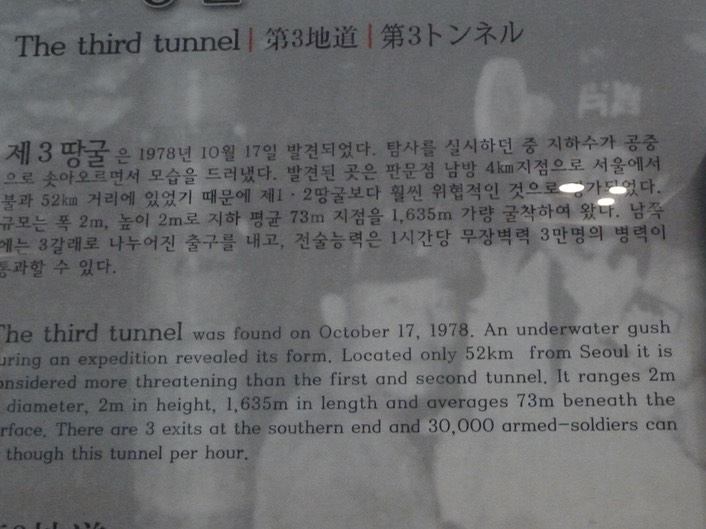 The third tunnel | 第3地道 | 第3トンネル
제 3 땅굴 은 1978년 10월 17일 발견되었다. 탐사를 실시하던 중 지하수가 공중
으로 솟아오르면서 모습을 드러냈다. 발견된 곳은 판문점 남방 4km지점으로 서울에서
불과 52km 거리에 있었기 때문에 제1·2땅굴보다 훨씬 위협적인 것으로 가되었다.
규모는 폭 2m, 높이 2m로 지하 평균 73m 지점을 1,635m 가량 굴착하여 왔다. 남쪽
에는 3갈래로 나누어진 출구를 내고, 전술능력은 1시간당 무장병력 3만명의 병력이
통과할 수 있다.
The third tunnel was found on October 17, 1978. An underwater gush
uring an expedition revealed its form. Located only 52km from Seoul it is
onsidered more threatening than the first and second tunnel. It ranges 2m
diameter, 2m in height, 1,635m in length and averages 73m beneath the
rface. There are 3 exits at the southern end and 30,000 armed-soldiers can
though this tunnel per hour.